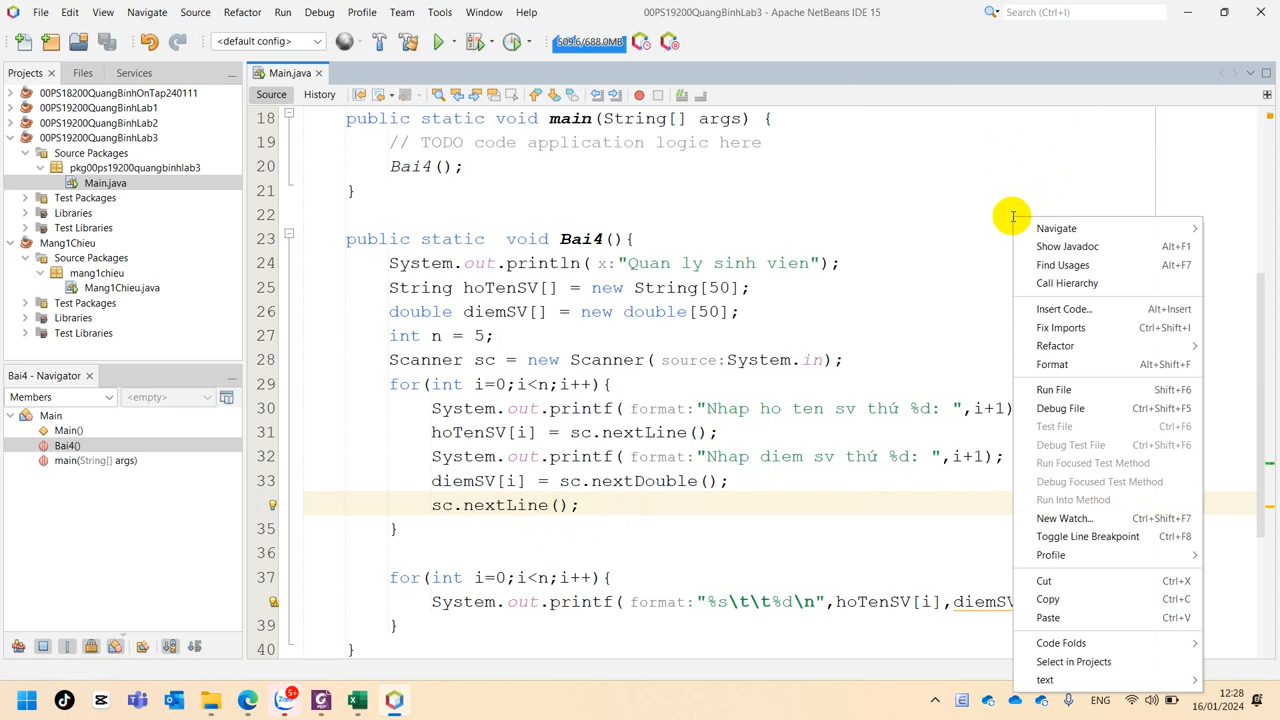 File Edit View Navigate Source Refactor Run Debug Profile Team Tools Window Help
00PS19200QuangBinhLab3 - Apache NetBeans IDE 15
Search (Ctrl+I)
<default config>
509.6/688.0MB
Projects
Files
Services
Main.java
Source
History
00PS18200QuangBinhOnTap240111
00PS19200QuangBinhLab1
00PS19200QuangBinhLab2
00PS19200QuangBinhLab3
Source Packages
pkg00ps19200quangbinhlab3
Main.java
Test Packages
Libraries
Test Libraries
Mang1Chieu
Source Packages
mang1chieu
Mang1Chieu.java
Test Packages
Libraries
Test Libraries
Bai4 - Navigator
Members
<empty>
Main
Main()
Bai4()
main(String[] args)
18 public static void main(String[] args) {
19 // TODO code application logic here
20 Bai4();
21 }
22
23 public static void Bai4(){
24 System.out.println( x:"Quan ly sinh vien");
25 String hoTenSV[] = new String[50];
26 double diemSV[] = new double[50];
27 int n = 5;
28 Scanner sc = new Scanner( source:System.in);
29 for(int i=0;i<n;i++){
30 System.out.printf( format:"Nhap ho ten sv thứ %d: ",i+1)
31 hoTenSV[i] = sc.nextLine();
32 System.out.printf( format:"Nhap diem sv thứ %d: ",i+1);
33 diemSV[i] = sc.nextDouble();
sc.nextLine();
35 }
36
37 for(int i=0;i<n;i++){
System.out.printf( format:"%s\t\t%d\n",hoTenSV[i],diemSV
39 }
40 }
Navigate
Show Javadoc Alt+F1
Find Usages Alt+F7
Call Hierarchy
Insert Code... Alt+Insert
Fix Imports Ctrl+Shift+I
Refactor
Format Alt+Shift+F
Run File Shift+F6
Debug File Ctrl+Shift+F5
Test File Ctrl+F6
Debug Test File Ctrl+Shift+F6
Run Focused Test Method
Debug Focused Test Method
Run Into Method
New Watch... Ctrl+Shift+F7
Toggle Line Breakpoint Ctrl+F8
Profile
Cut Ctrl+X
Copy Ctrl+C
Paste Ctrl+V
Code Folds
Select in Projects
text
5+
ENG
12:28
16/01/2024